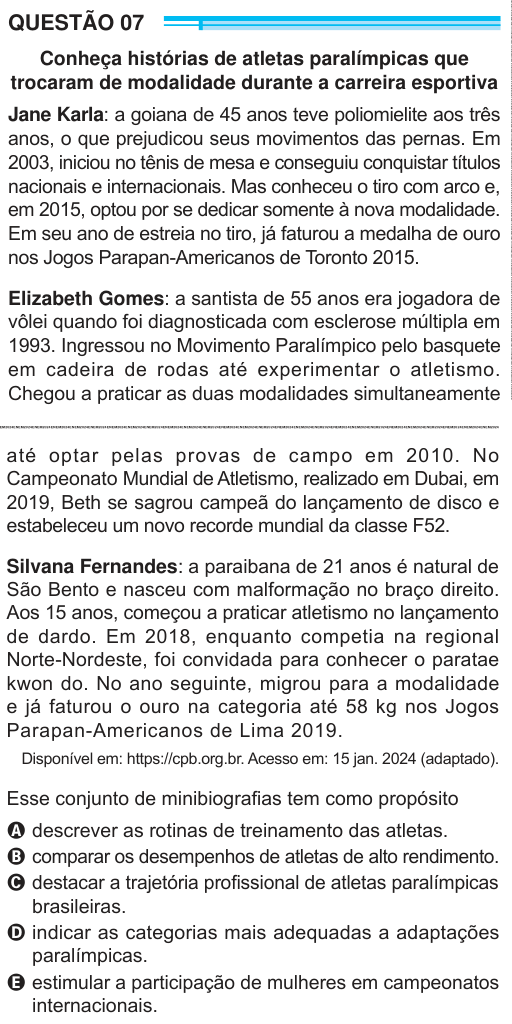 QUESTÃO 07
Conheça histórias de atletas paralímpicas que
trocaram de modalidade durante a carreira esportiva
Jane Karla: a goiana de 45 anos teve poliomielite aos três
anos, o que prejudicou seus movimentos das pernas. Em
2003, iniciou no tênis de mesa e conseguiu conquistar títulos
nacionais e internacionais. Mas conheceu o tiro com arco e,
em 2015, optou por se dedicar somente à nova modalidade.
Em seu ano de estreia no tiro, já faturou a medalha de ouro
nos Jogos Parapan-Americanos de Toronto 2015.
Elizabeth Gomes: a santista de 55 anos era jogadora de
vôlei quando foi diagnosticada com esclerose múltipla em
1993. Ingressou no Movimento Paralímpico pelo basquete
em cadeira de rodas até experimentar o atletismo.
Chegou a praticar as duas modalidades simultaneamente
até optar pelas provas de campo em 2010. No
Campeonato Mundial de Atletismo, realizado em Dubai, em
2019, Beth se sagrou campeã do lançamento de disco e
estabeleceu um novo recorde mundial da classe F52.
Silvana Fernandes: a paraibana de 21 anos é natural de
São Bento e nasceu com malformação no braço direito.
Aos 15 anos, começou a praticar atletismo no lançamento
de dardo. Em 2018, enquanto competia na regional
Norte-Nordeste, foi convidada para conhecer o paratae
kwon do. No ano seguinte, migrou para a modalidade
e já faturou o ouro na categoria até 58 kg nos Jogos
Parapan-Americanos de Lima 2019.
Disponível em: https://cpb.org.br. Acesso em: 15 jan. 2024 (adaptado).
Esse conjunto de minibiografias tem como propósito
A descrever as rotinas de treinamento das atletas.
B comparar os desempenhos de atletas de alto rendimento.
C destacar a trajetória profissional de atletas paralímpicas
brasileiras.
D indicar as categorias mais adequadas a adaptações
paralímpicas.
E estimular a participação de mulheres em campeonatos
internacionais.